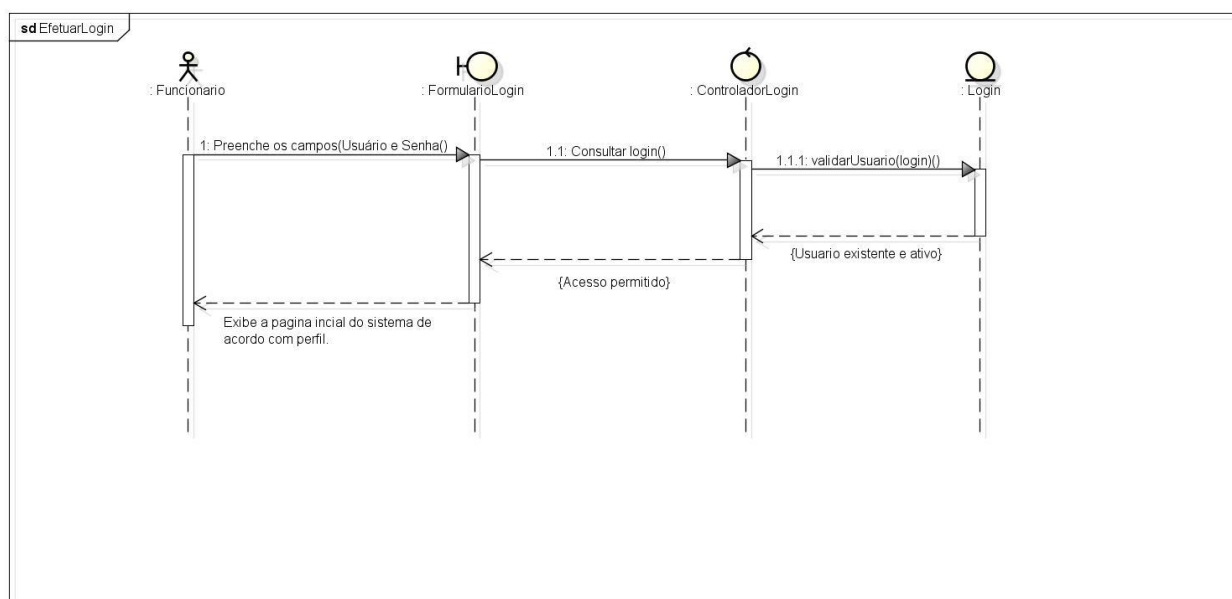 sd EfetuarLogin
: Funcionario
: FormularioLogin
: ControladorLogin
: Login
1: Preenche os campos(Usuário e Senha()
1.1: Consultar login()
1.1.1: validarUsuario(login)()
{Usuario existente e ativo}
{Acesso permitido}
Exibe a pagina incial do sistema de
acordo com perfil.